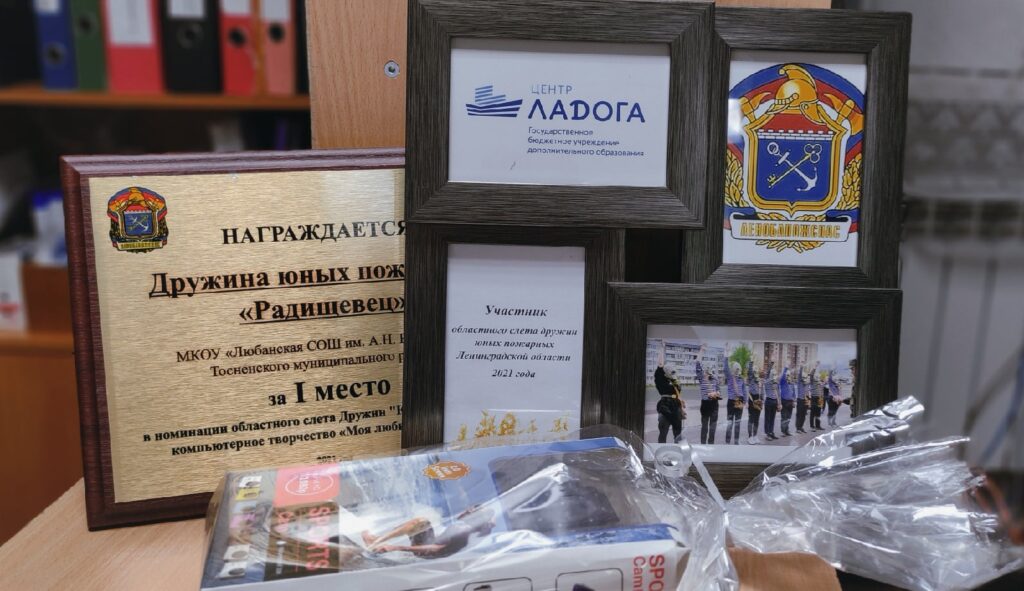 НАГРАЖДАЕТСЯ
Дружина юных
«Радищевец»
МКОУ «Любанская СОШ им. А.Н.
Тосненского муниципального
за I место
в номинации областного слета Дружин
компьютерное творчество «Моя
ЦЕНТР
ЛАДОГА
Государственное
бюджетное учреждение
дополнительного образования
ЛЕНОБЛПОЖСПАС
Участник
областного слета дружин
юных пожарных
Ленинградской области
2021 года
SPORTS